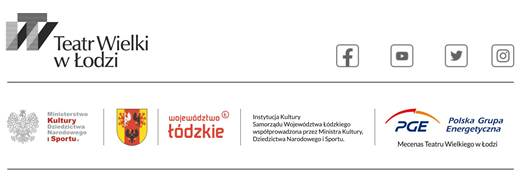 Teatr Wielki
w Łodzi
Ministerstwo
Kultury
Dziedzictwa
Narodowego
i Sportu.
województwo
łódzkie
Instytucja Kultury
Samorządu Województwa Łódzkiego
współprowadzona przez Ministra Kultury,
Dziedzictwa Narodowego i Sportu.
PGE
Polska Grupa
Energetyczna
Mecenas Teatru Wielkiego w Łodzi